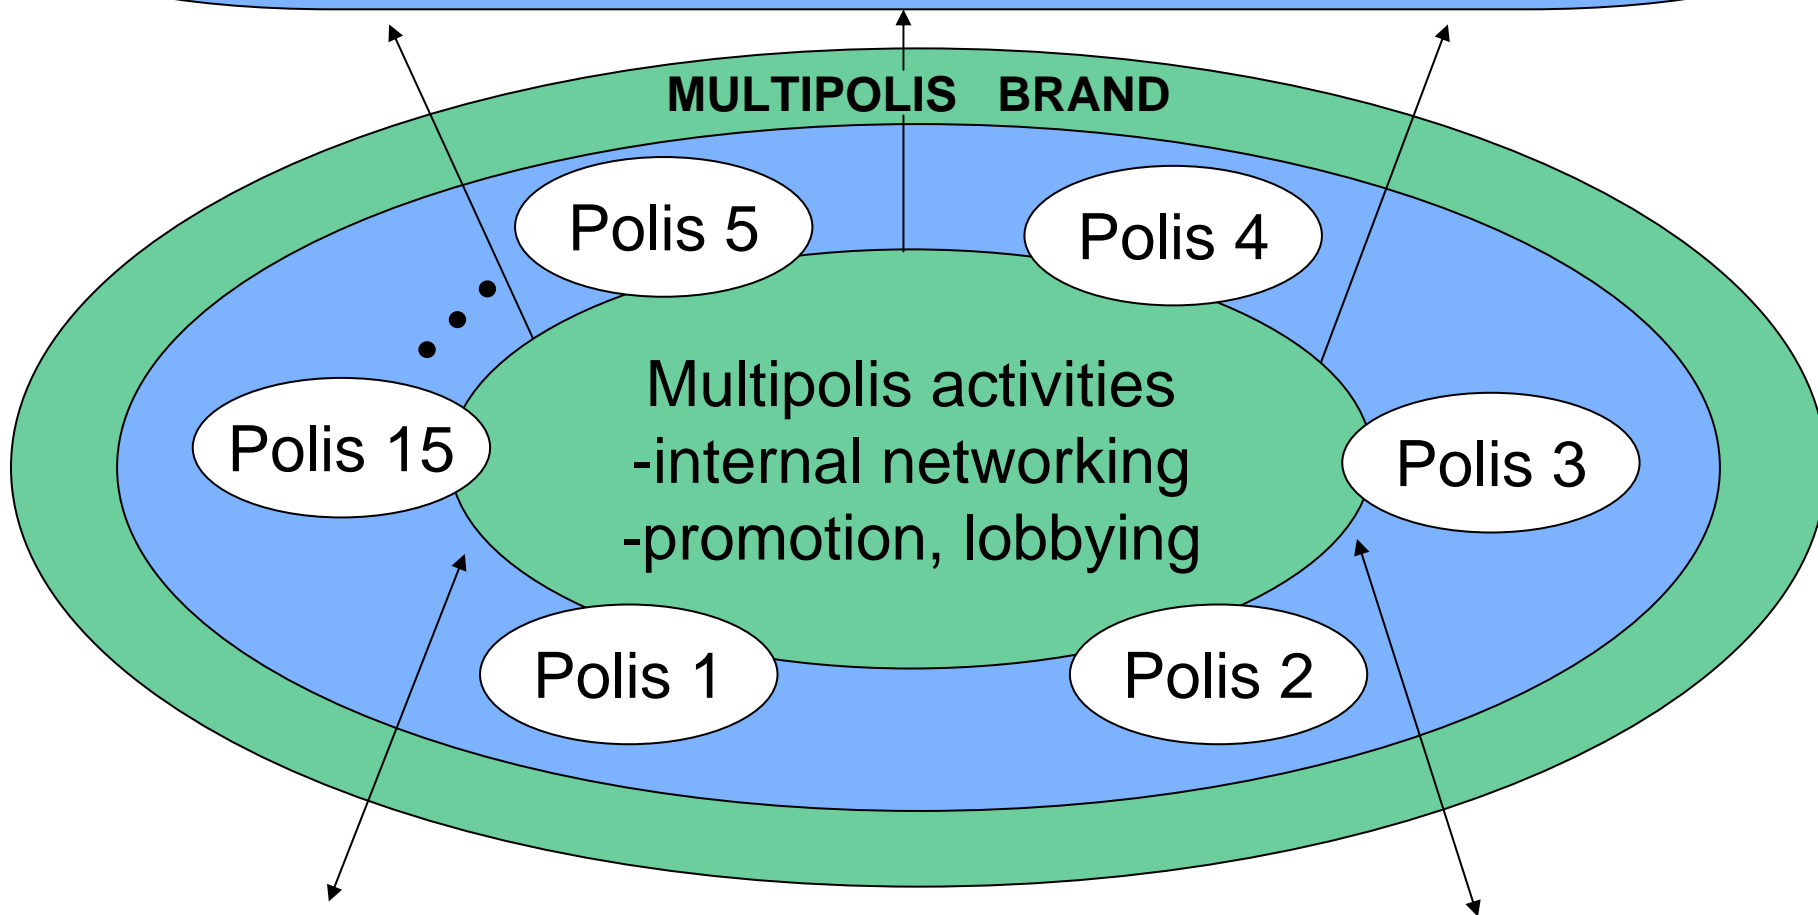 MULTIPOLIS BRAND
Polis 5
Polis 4
Multipolis activities
-internal networking
-promotion, lobbying
Polis 15
Polis 3
Polis 1
Polis 2